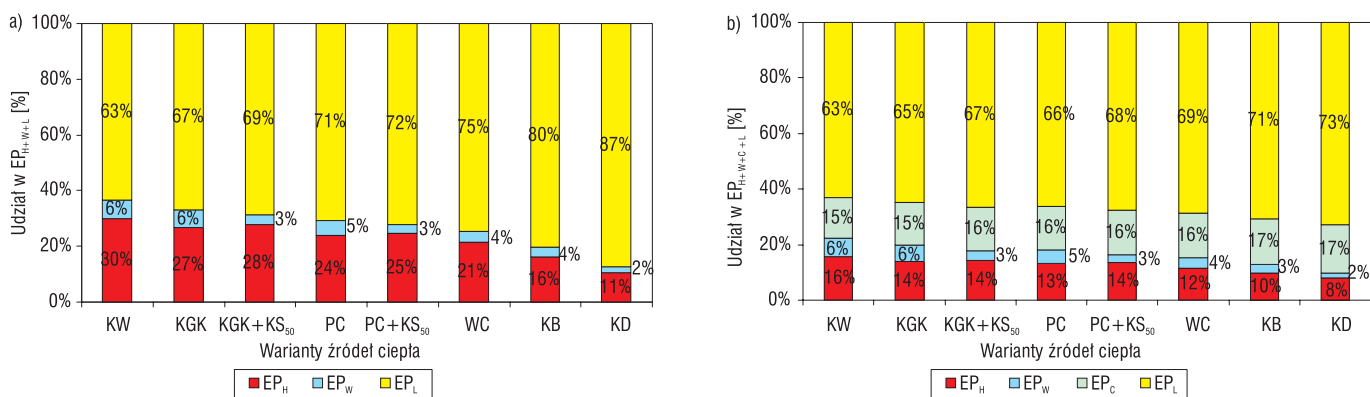 a)
Udział w EP H+W+L [%]
100%
80%
60%
40%
20%
0%
63% 67% 69% 71% 72% 75% 80% 87%
6% 6% 3% 5% 3% 4% 4% 2%
30% 27% 28% 24% 25% 21% 16% 11%
KW KGK KGK+KS50 PC PC+KS50 WC KB KD
Warianty źródeł ciepła
EPH EPW EPL
b)
Udział w EP H+W+C+L [%]
100%
80%
60%
40%
20%
0%
63% 65% 67% 66% 68% 69% 71% 73%
15% 15% 16% 16% 16% 16% 17% 17%
6% 6% 3% 5% 3% 4% 3% 2%
16% 14% 14% 13% 14% 12% 10% 8%
KW KGK KGK+KS50 PC PC+KS50 WC KB KD
Warianty źródeł ciepła
EPH EPW EPC EPL